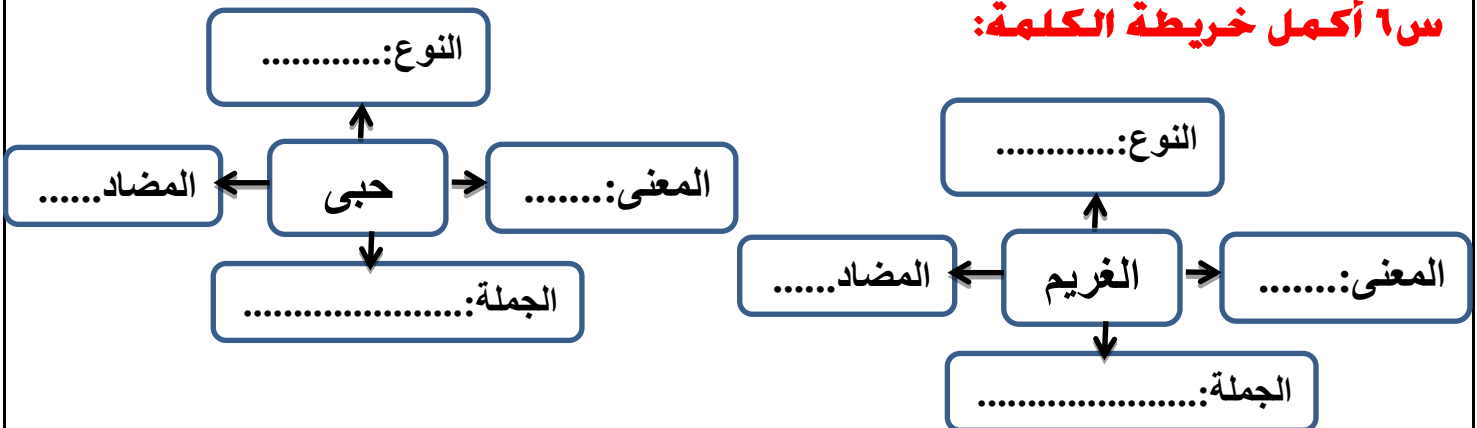 س٦ أكمل خريطة الكلمة:
النوع:............
المعنى:.......
الغريم
المضاد......
الجملة:......................
النوع:............
المعنى:.......
حبى
المضاد......
الجملة:......................